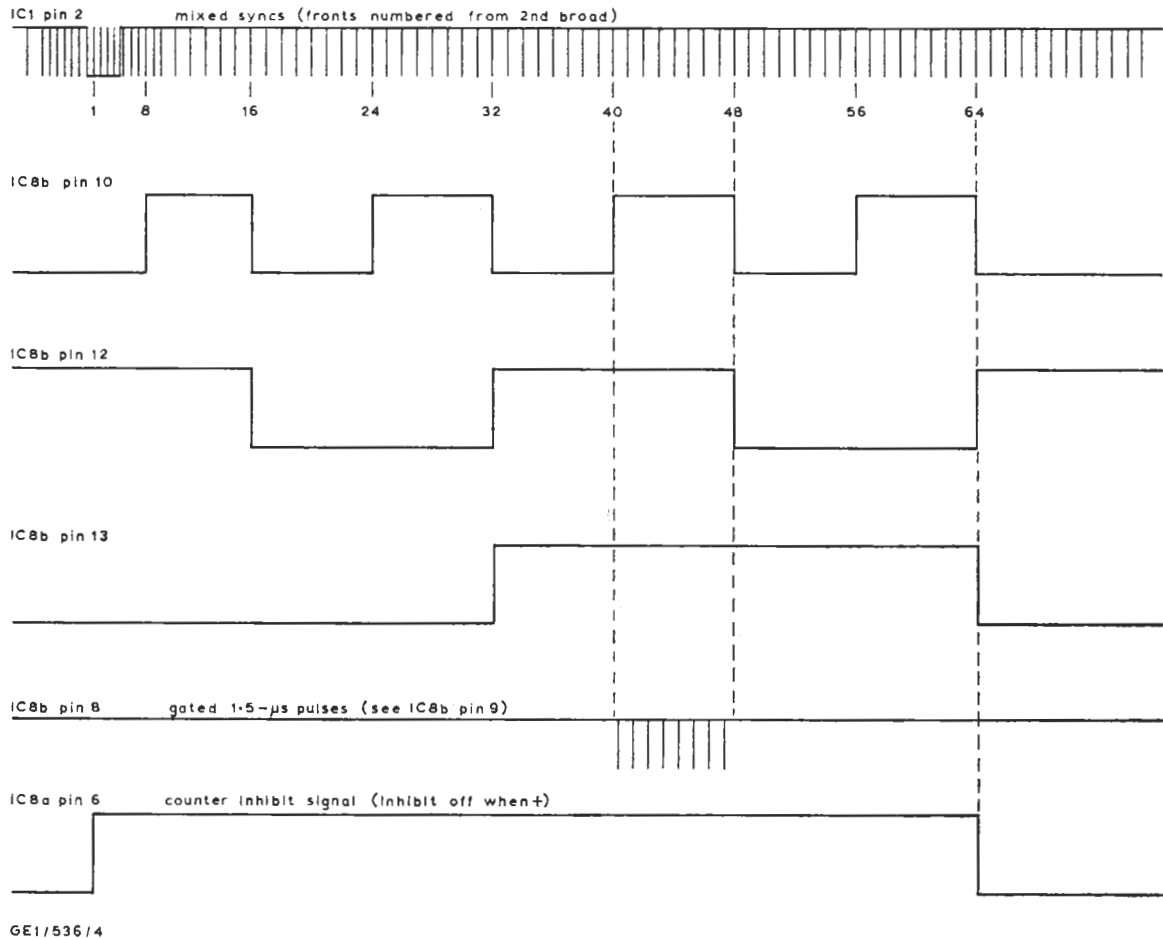 IC1 pin 2 mixed syncs (fronts numbered from 2nd broad)
1 8 16 24 32 40 48 56 64
IC8b pin 10
IC8b pin 12
IC8b pin 13
IC8b pin 8 gated 1·5-μs pulses (see IC8b pin 9)
IC8a pin 6 counter inhibit signal (inhibit off when+)
GE1/536/4